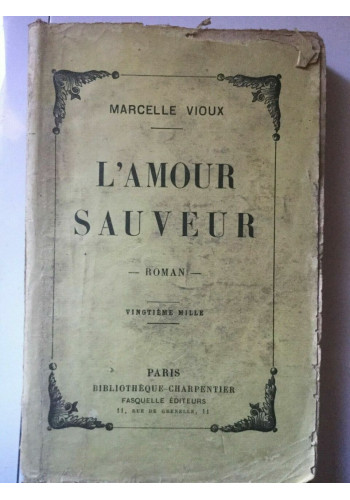 MARCELLE VIOUX
L'AMOUR
SAUVEUR
— ROMAN —
VINGTIÈME MILLE
PARIS
BIBLIOTHÈQUE-CHARPENTIER
FASQUELLE ÉDITEURS
11, RUE DE GRENELLE, 11